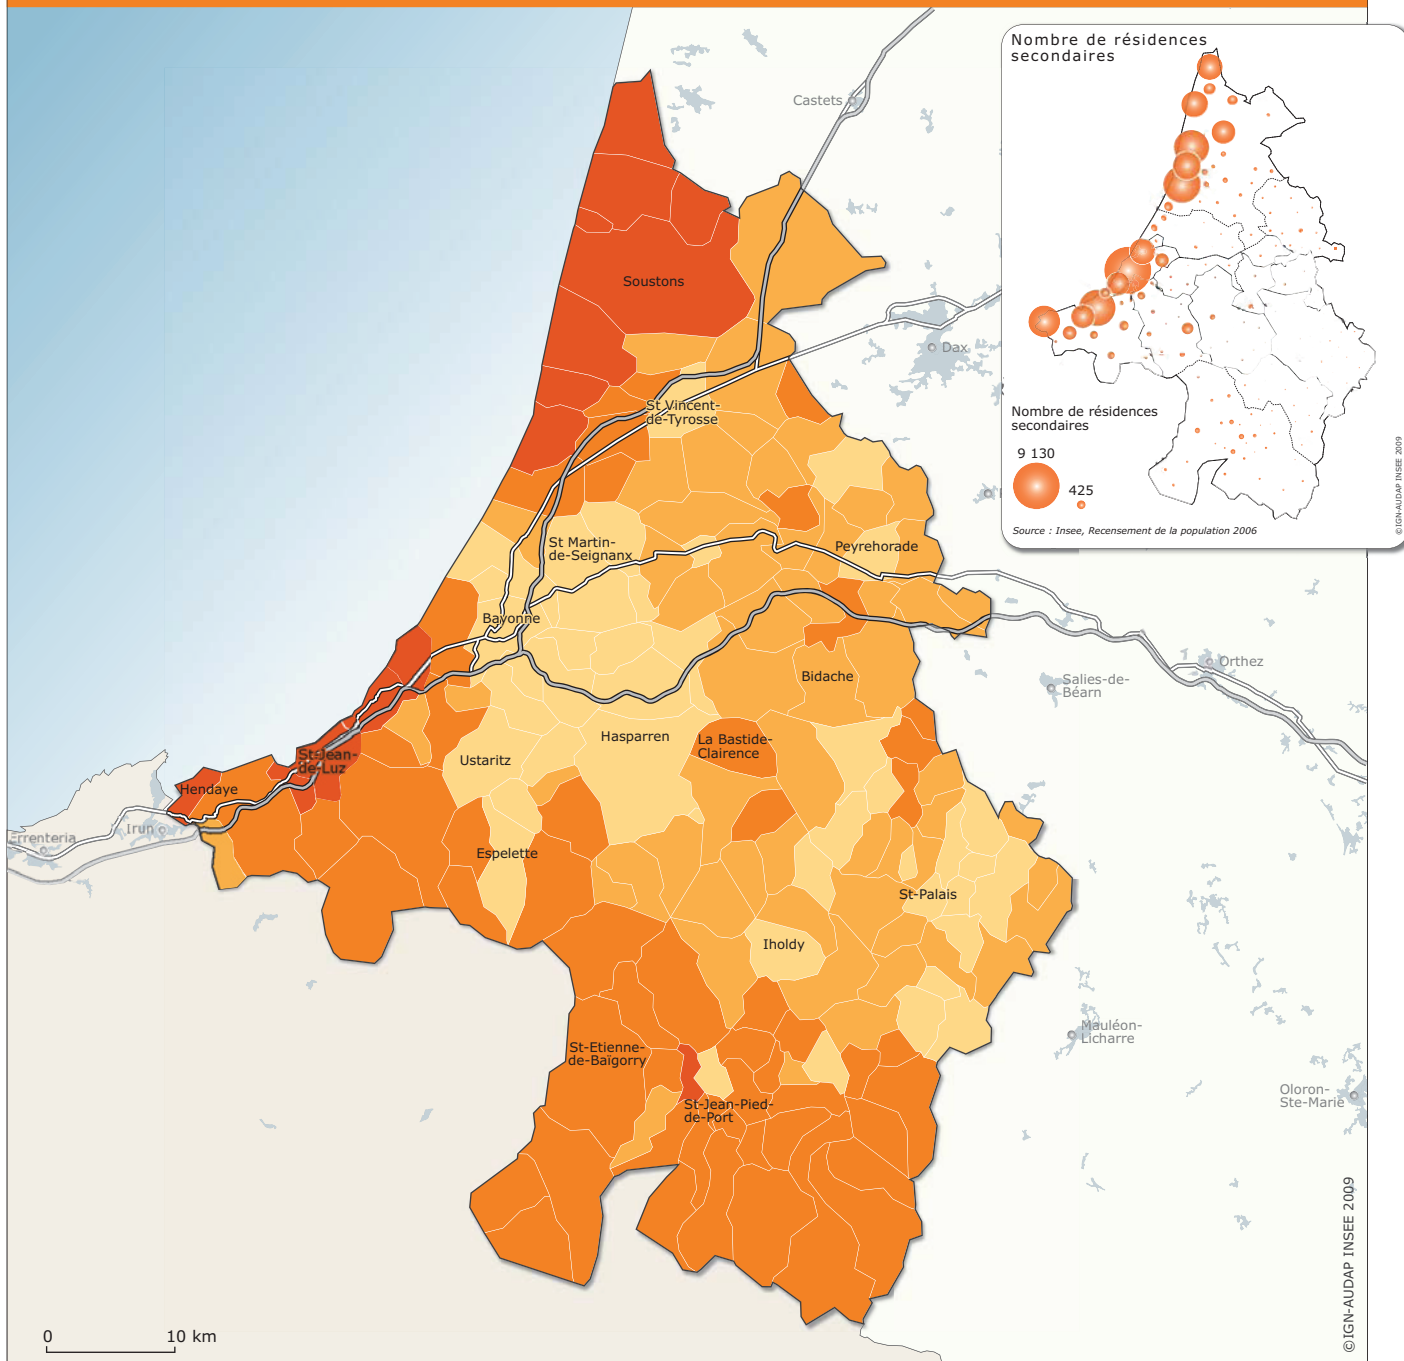 Nombre de résidences
secondaires
Castets
Soustons
Dax
St Vincent-
de-Tyrosse
Nombre de résidences
secondaires
9 130
425
Source : Insee, Recensement de la population 2006
©IGN-AUDAP INSEE 2009
St Martin-
de-Seignanx
Peyrehorade
Bayonne
Orthez
Bidache
Salies-de-
Béarn
Hasparren
La Bastide-
Clairence
St-Jean-
de-Luz
Ustaritz
Hendaye
Irun
Errenteria
Espelette
St-Palais
Iholdy
Mauléon-
Licharre
St-Etienne-
de-Baïgorry
Oloron-
Ste-Marie
St-Jean-Pied-
de-Port
©IGN-AUDAP INSEE 2009
0 10 km